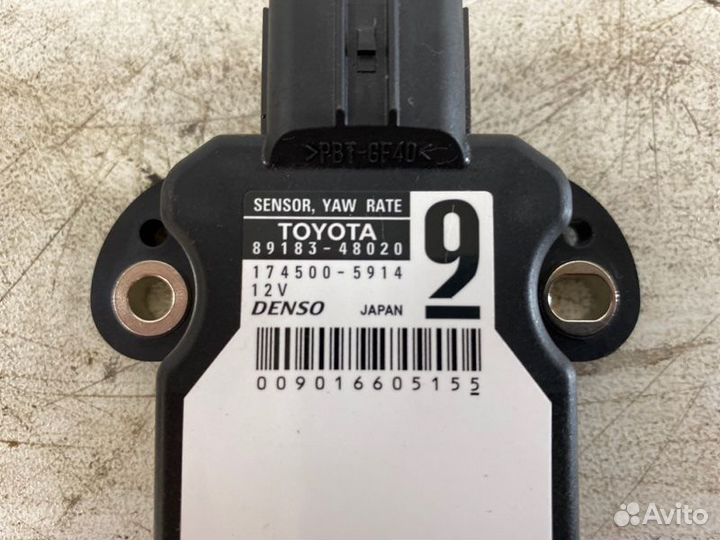 >PBT-GF40<
SENSOR, YAW RATE
TOYOTA
89183-48020
9
174500-5914
12V
DENSO JAPAN
009016605155
Avito